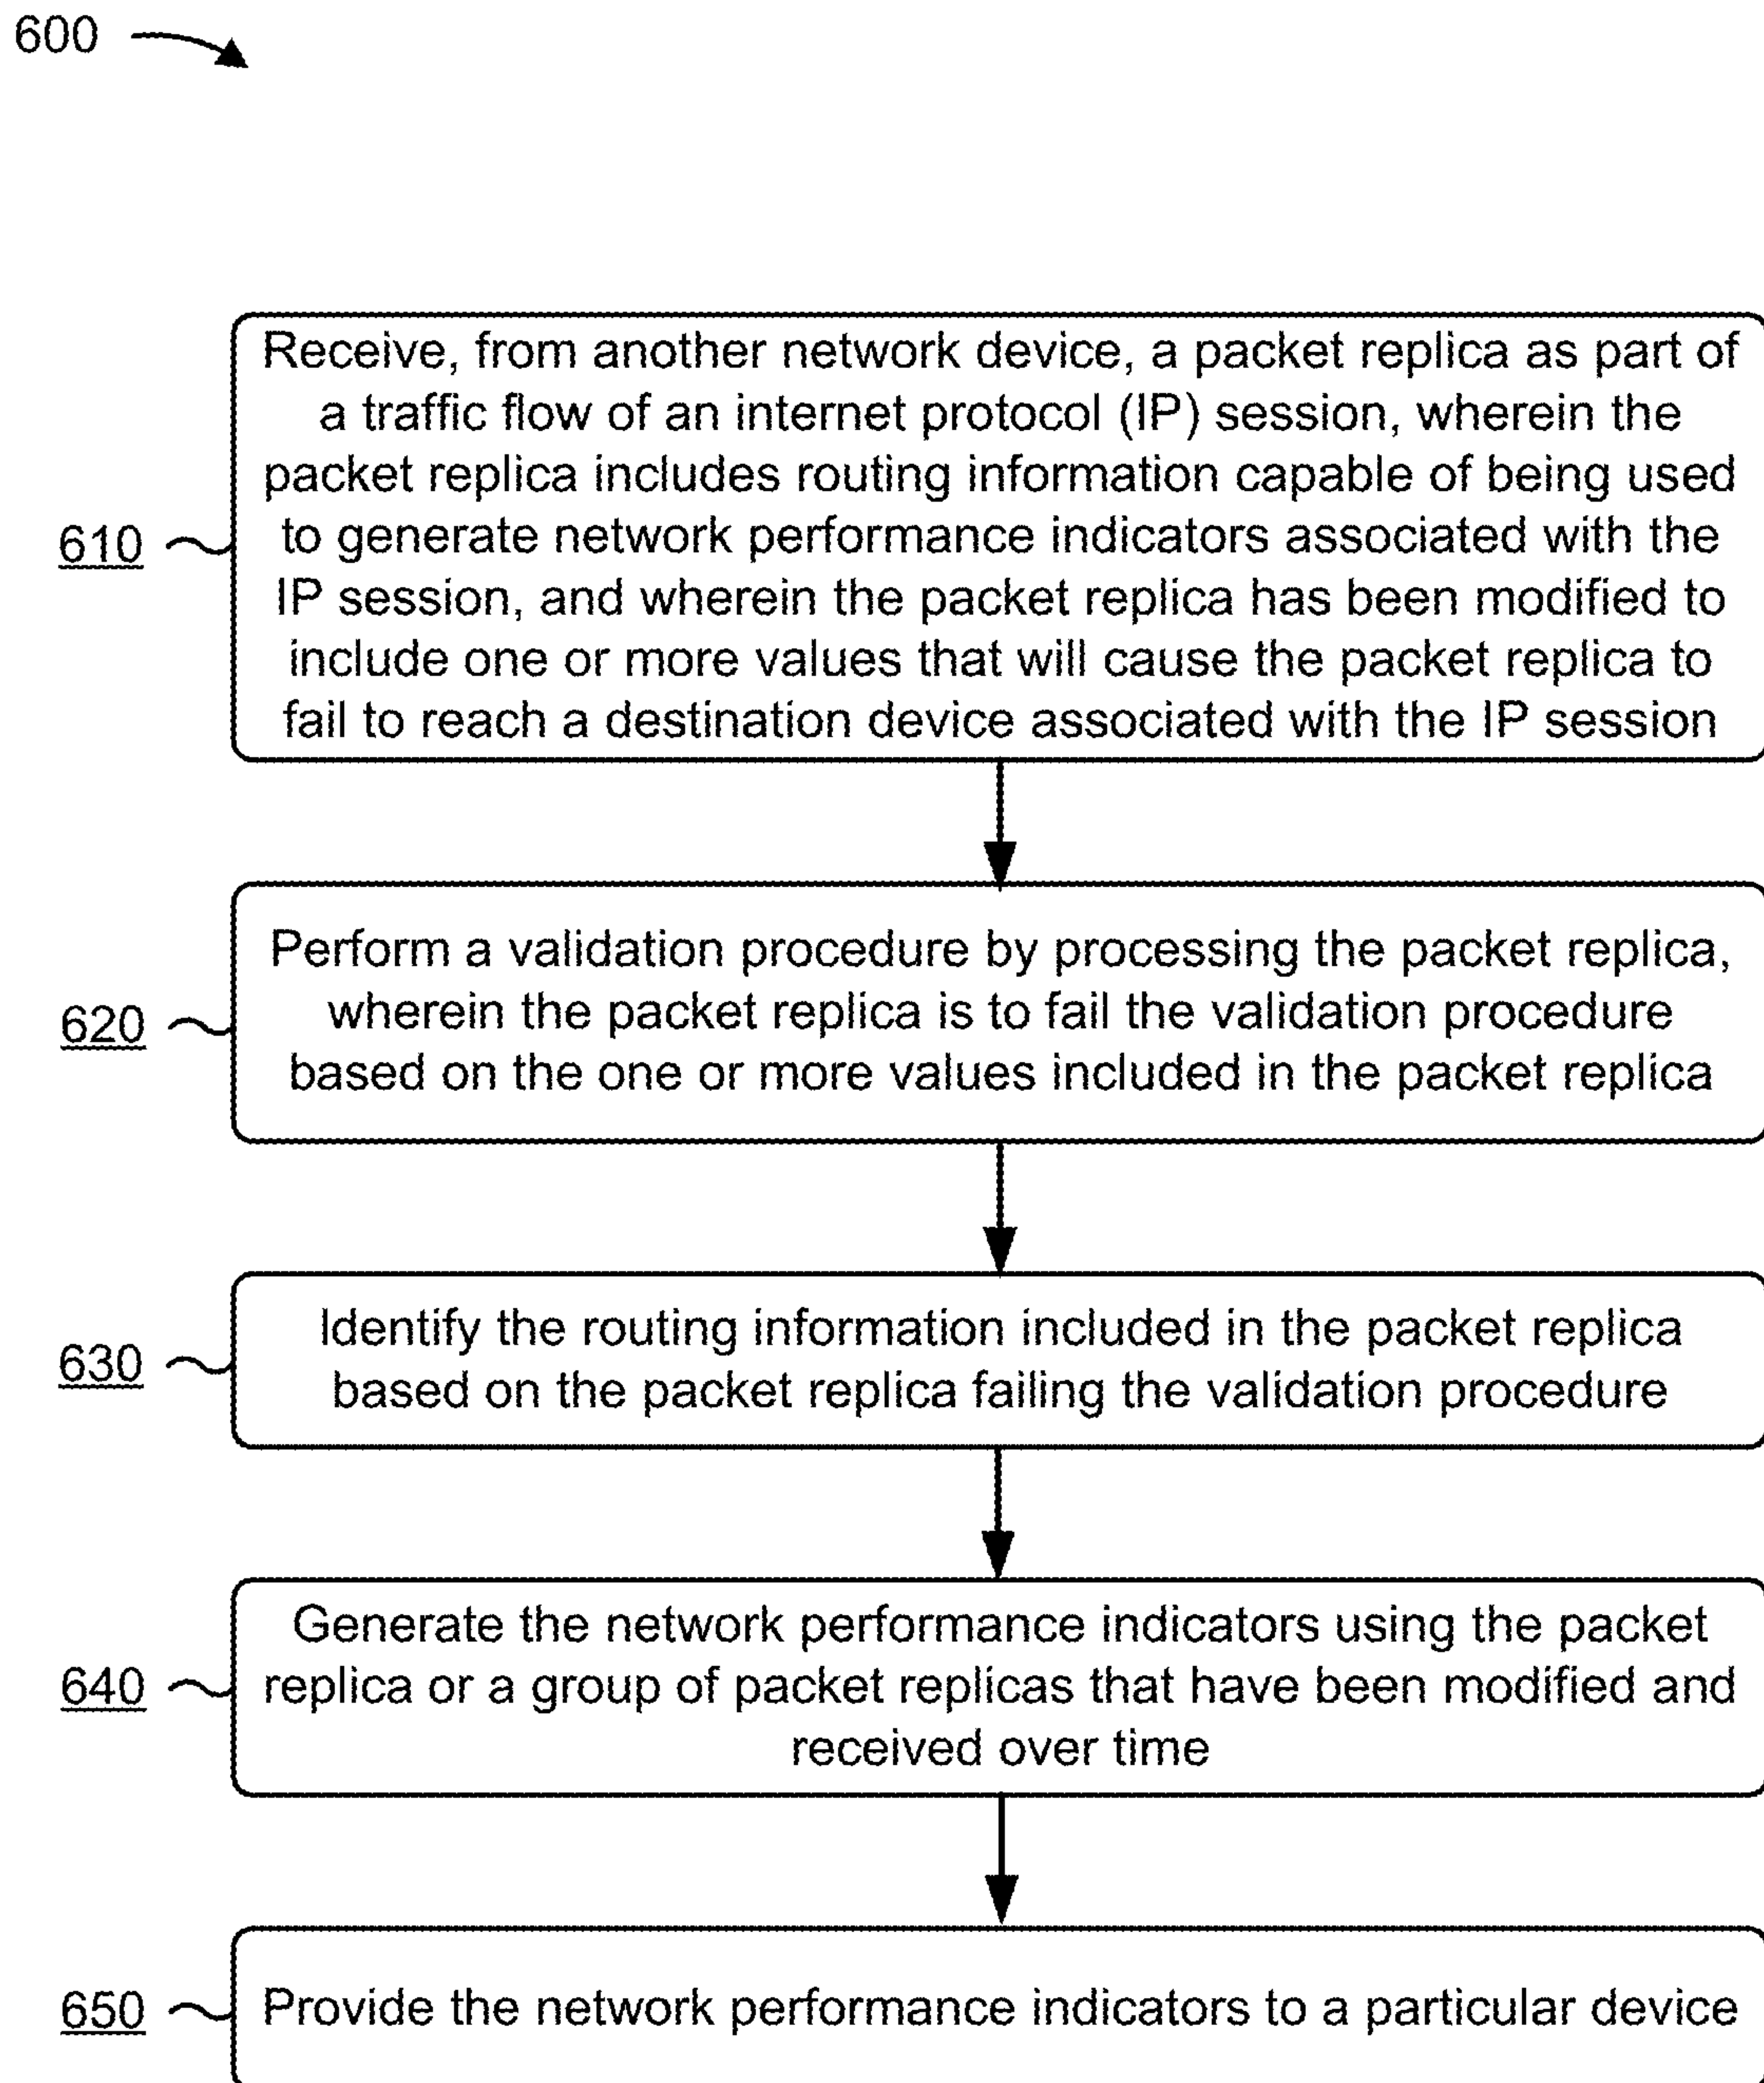 600
Receive, from another network device, a packet replica as part of
a traffic flow of an internet protocol (IP) session, wherein the
packet replica includes routing information capable of being used
to generate network performance indicators associated with the
IP session, and wherein the packet replica has been modified to
include one or more values that will cause the packet replica to
fail to reach a destination device associated with the IP session
610
Perform a validation procedure by processing the packet replica,
wherein the packet replica is to fail the validation procedure
based on the one or more values included in the packet replica
620
Identify the routing information included in the packet replica
based on the packet replica failing the validation procedure
630
Generate the network performance indicators using the packet
replica or a group of packet replicas that have been modified and
received over time
640
Provide the network performance indicators to a particular device
650